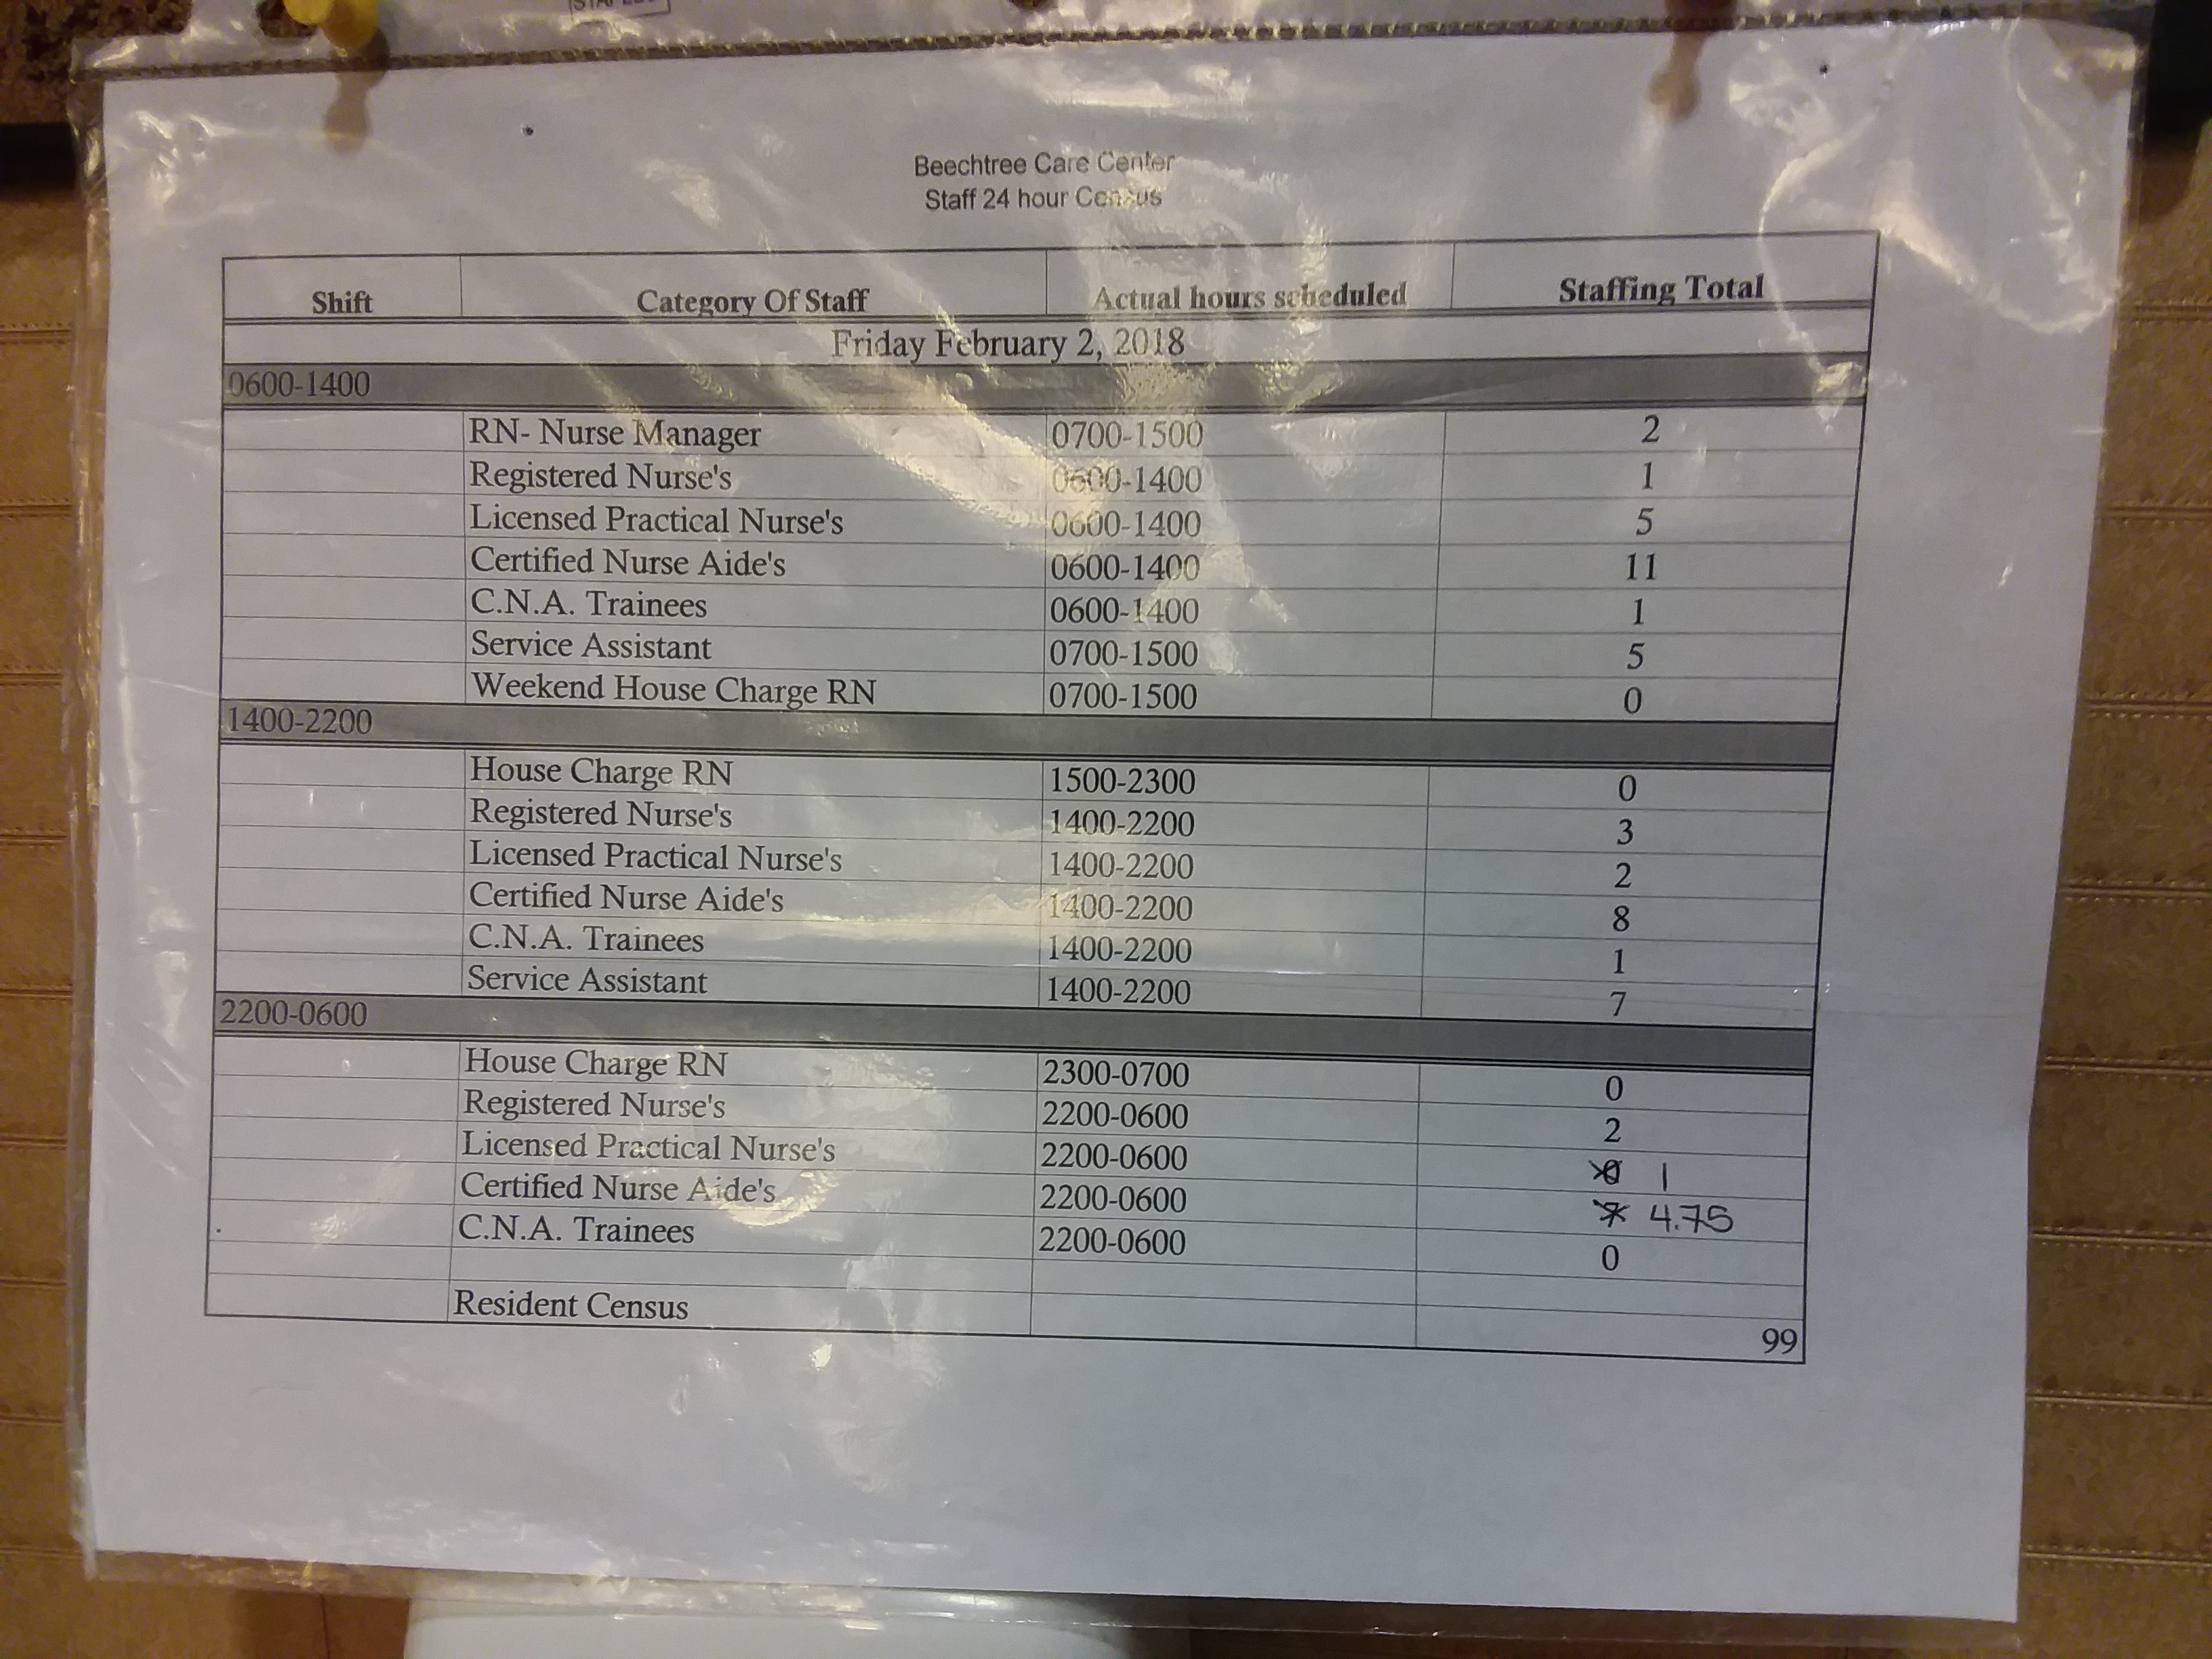 Beechtree Care Center
Staff 24 hour Census
Shift Category Of Staff Actual hours scheduled Staffing Total
Friday February 2, 2018
0600-1400
RN- Nurse Manager 0700-1500 2
Registered Nurse's 0600-1400 1
Licensed Practical Nurse's 0600-1400 5
Certified Nurse Aide's 0600-1400 11
C.N.A. Trainees 0600-1400 1
Service Assistant 0700-1500 5
Weekend House Charge RN 0700-1500 0
1400-2200
House Charge RN 1500-2300 0
Registered Nurse's 1400-2200 3
Licensed Practical Nurse's 1400-2200 2
Certified Nurse Aide's 1400-2200 8
C.N.A. Trainees 1400-2200 1
Service Assistant 1400-2200 7
2200-0600
House Charge RN 2300-0700 0
Registered Nurse's 2200-0600 2
Licensed Practical Nurse's 2200-0600 1
Certified Nurse Aide's 2200-0600 4.75
C.N.A. Trainees 2200-0600 0
Resident Census 99